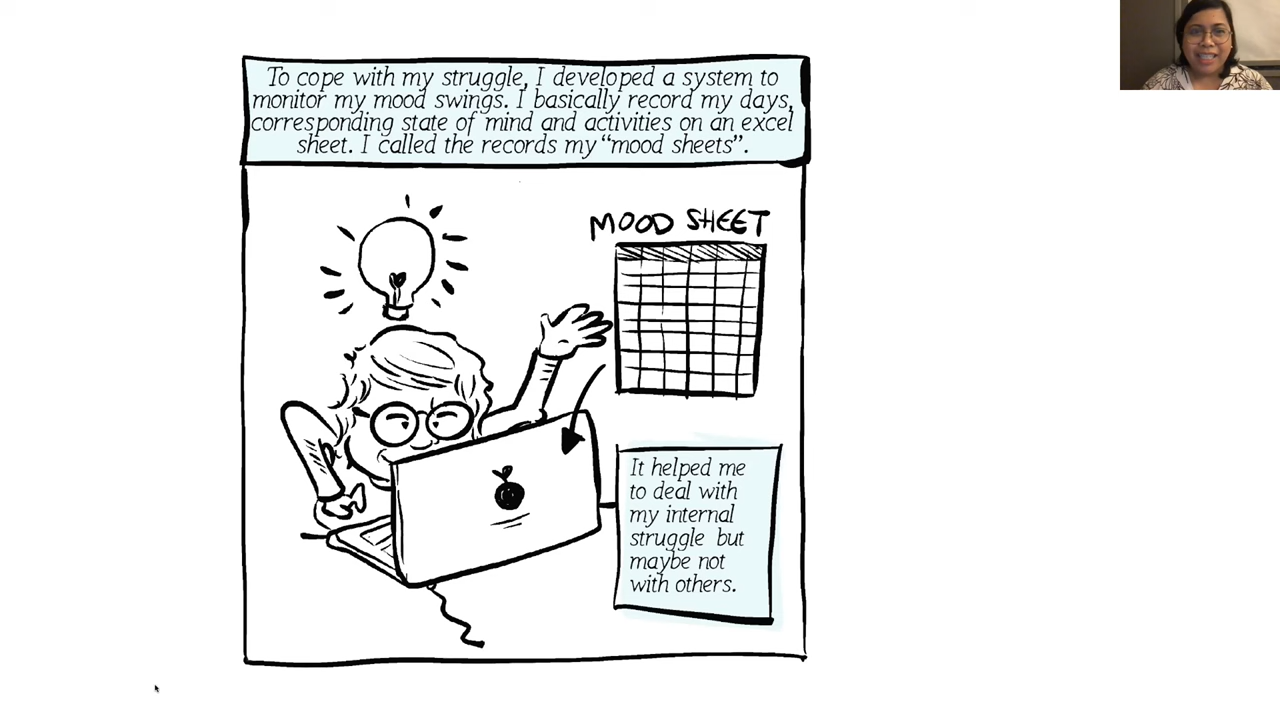 To cope with my struggle, I developed a system to
monitor my mood swings. I basically record my days,
corresponding state of mind and activities on an excel
sheet. I called the records my “mood sheets”.
MOOD SHEET
It helped me
to deal with
my internal
struggle but
maybe not
with others.